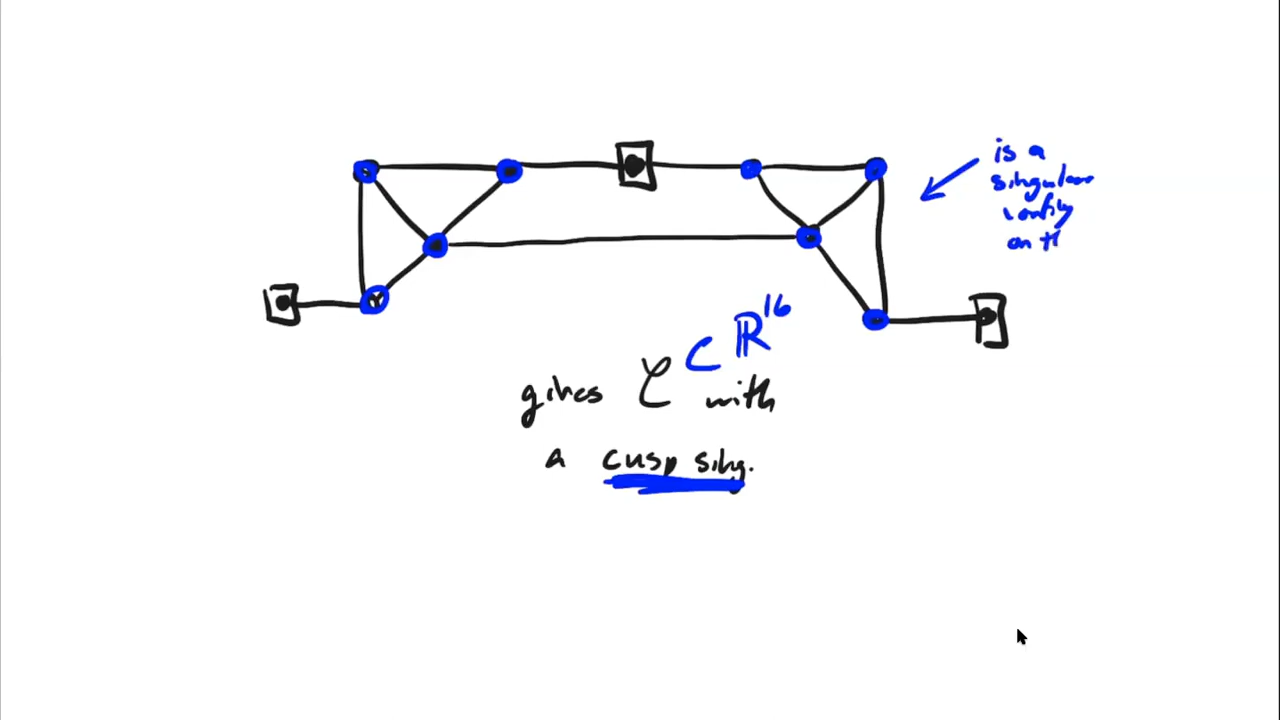 is a
singular
config
on it
gives C ⊂ ℝ¹⁶ with
a cusp sing.